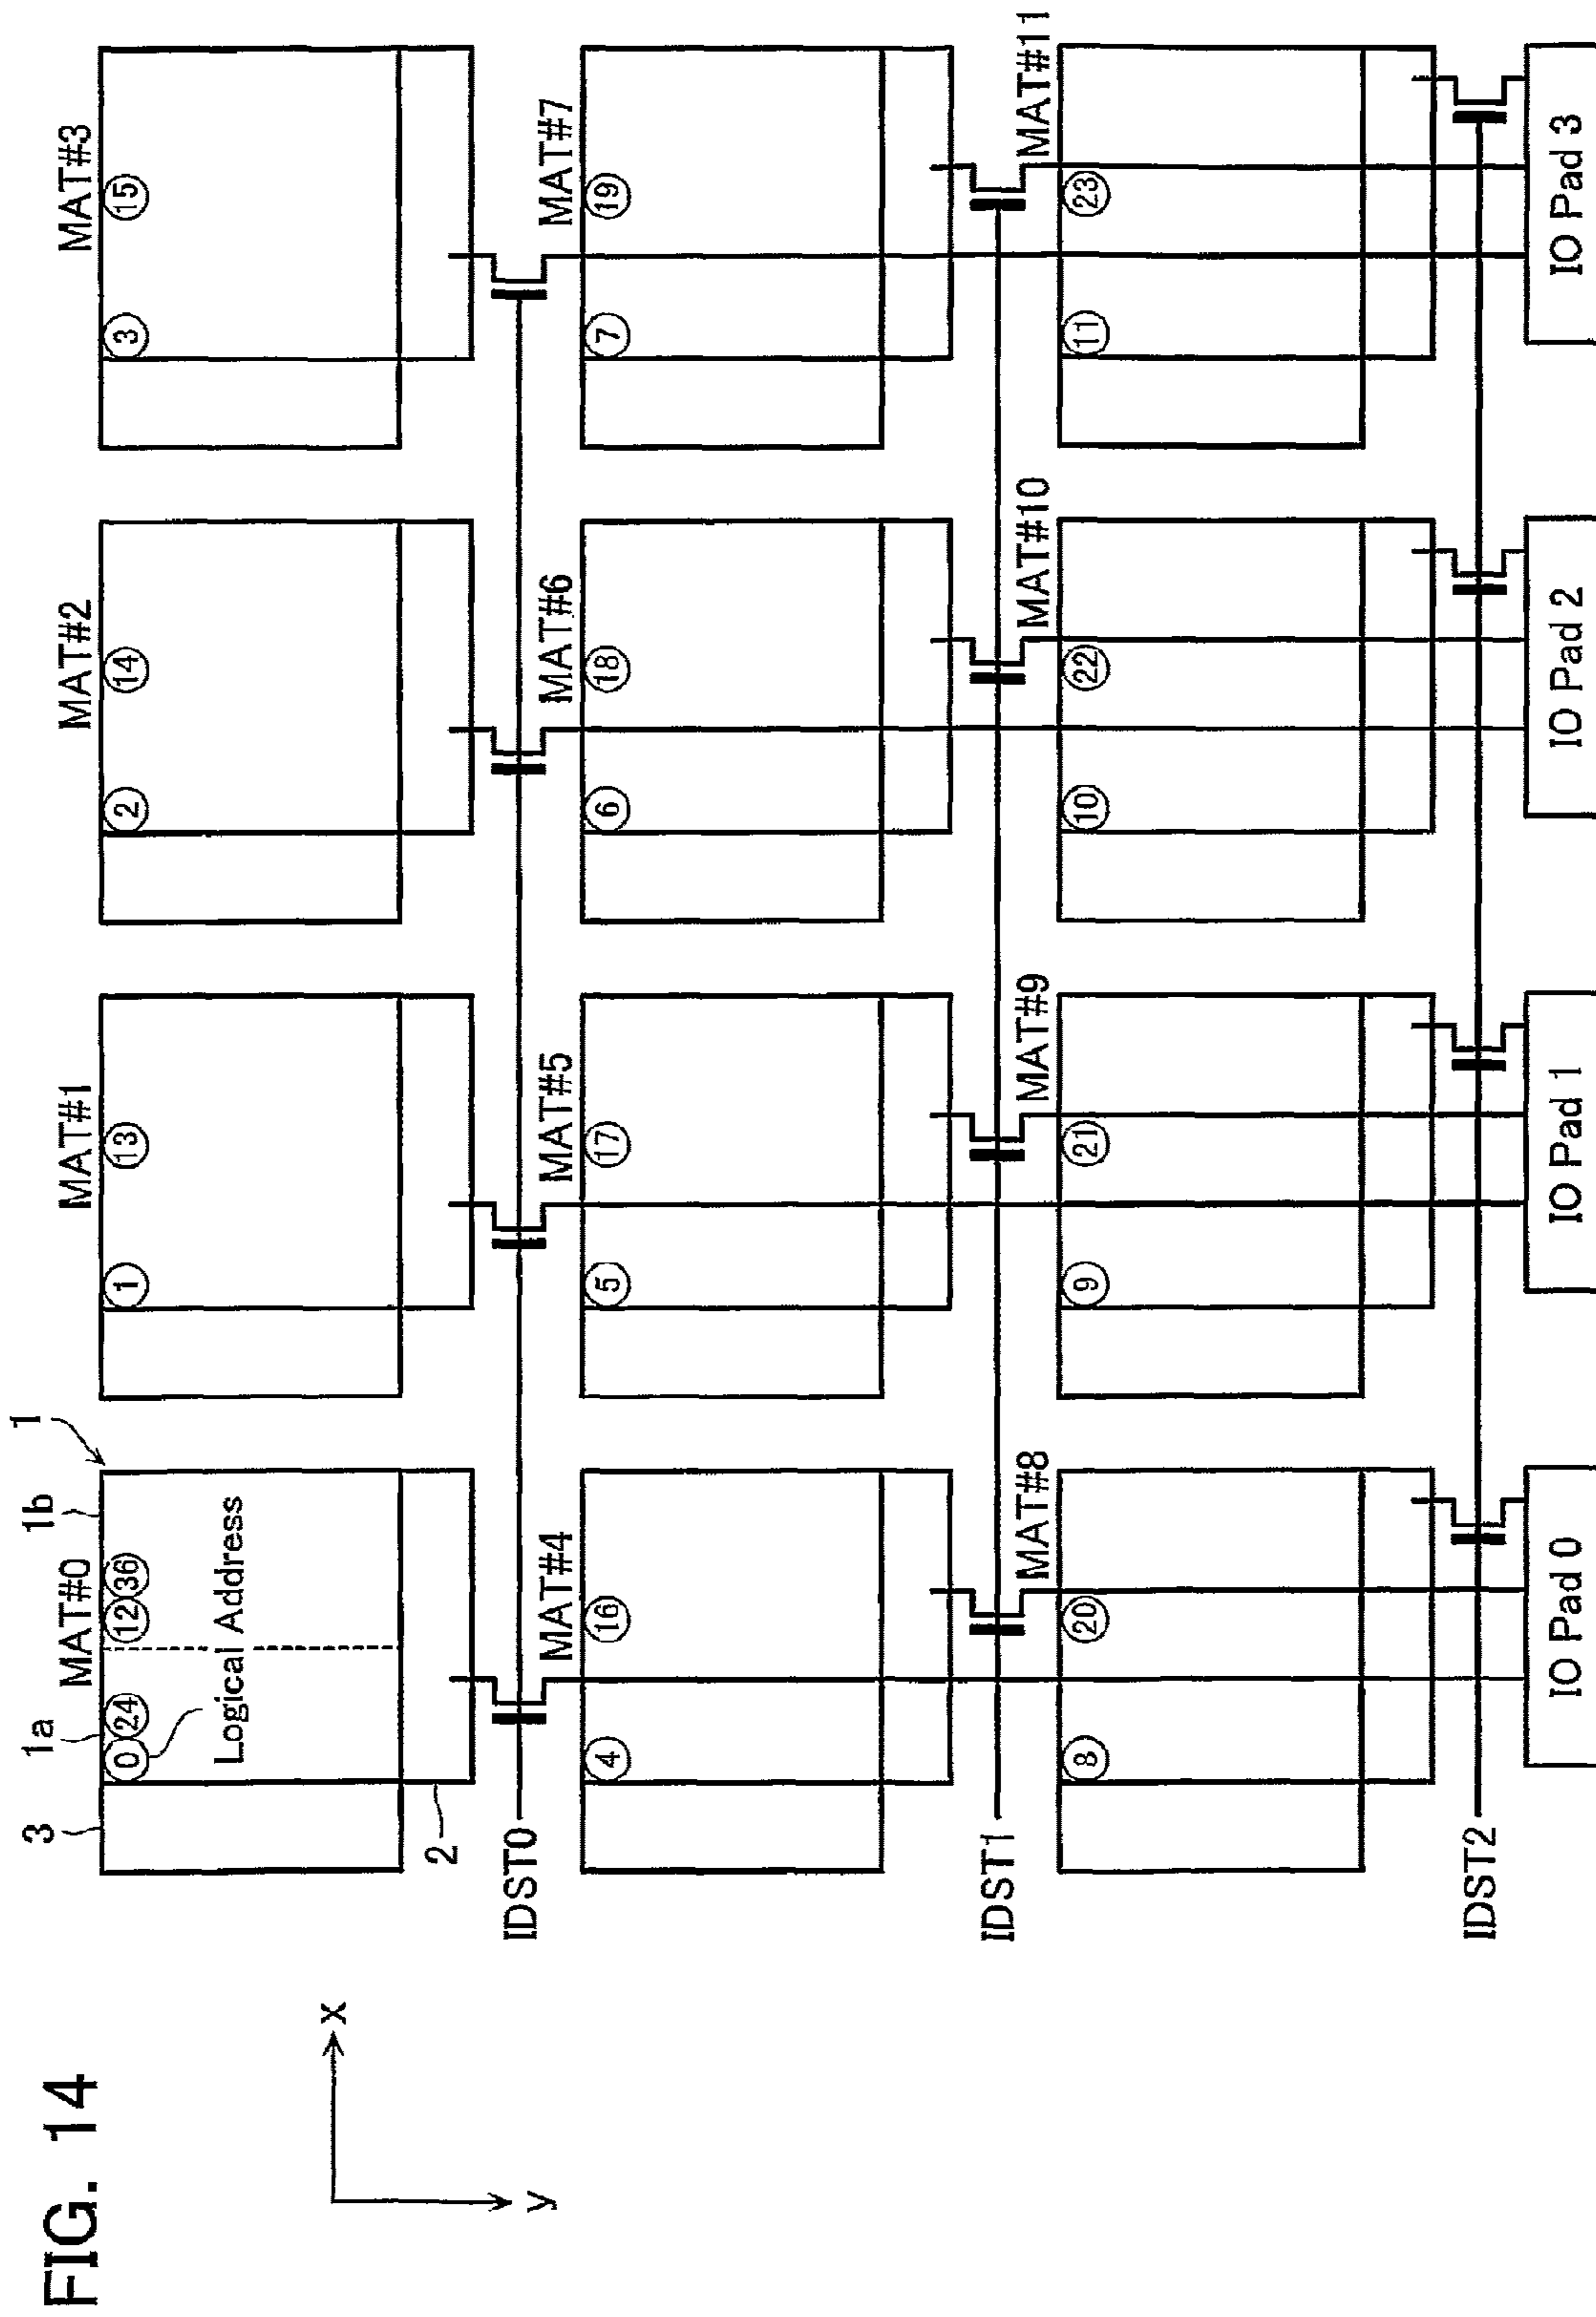 FIG. 14
x
y
1
3
1a
1b
MAT#0
MAT#1
MAT#2
MAT#3
0 24 12 36
1 13
2 14
3 15
Logical Address
2
IDST0
MAT#4
MAT#5
MAT#6
MAT#7
4 16
5 17
6 18
7 19
IDST1
MAT#8
MAT#9
MAT#10
MAT#11
8 20
9 21
10 22
11 23
IDST2
IO Pad 0
IO Pad 1
IO Pad 2
IO Pad 3